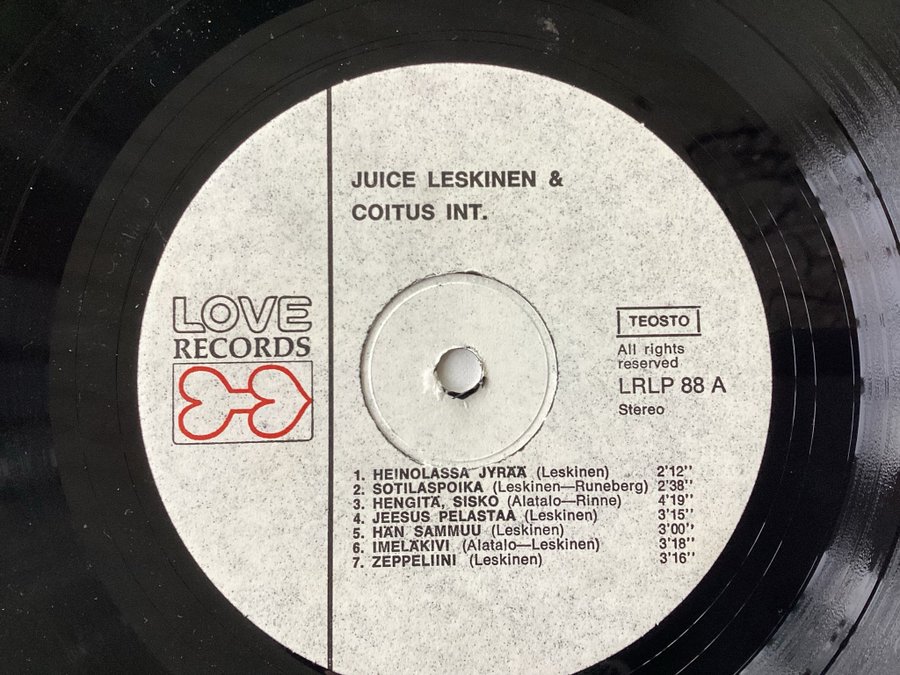 JUICE LESKINEN &
COITUS INT.
LOVE
RECORDS
TEOSTO
All rights
reserved
LRLP 88 A
Stereo
1. HEINOLASSA JYRÄÄ (Leskinen) 2'12''
2. SOTILASPOIKA (Leskinen—Runeberg) 2'38''
3. HENGITÄ, SISKO (Alatalo—Rinne) 4'19''
4. JEESUS PELASTAA (Leskinen) 3'15''
5. HÄN SAMMUU (Leskinen) 3'00''
6. IMELÄKIVI (Alatalo—Leskinen) 3'18''
7. ZEPPELIINI (Leskinen) 3'16''